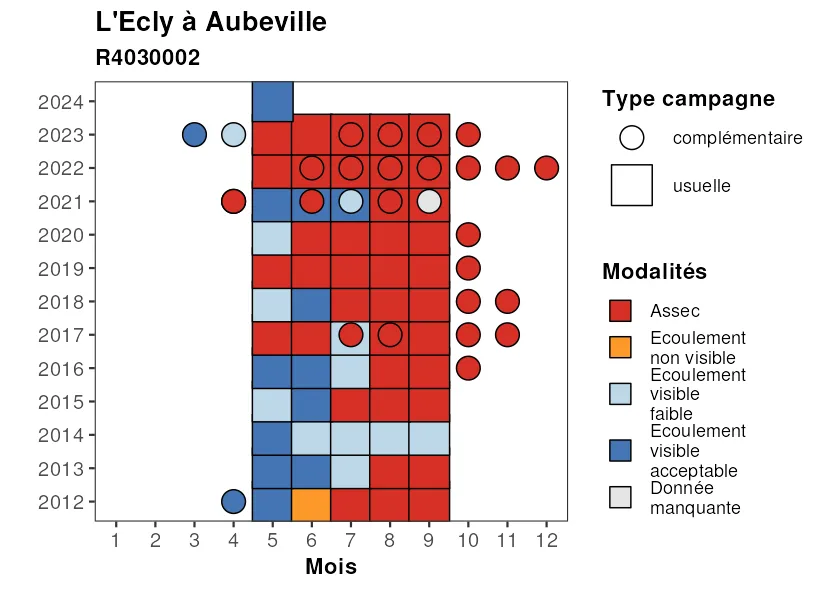 L'Ecly à Aubeville
R4030002
2024
2023
2022
2021
2020
2019
2018
2017
2016
2015
2014
2013
2012
1 2 3 4 5 6 7 8 9 10 11 12
Mois
Type campagne
complémentaire
usuelle
Modalités
Assec
Ecoulement
non visible
Ecoulement
visible
faible
Ecoulement
visible
acceptable
Donnée
manquante